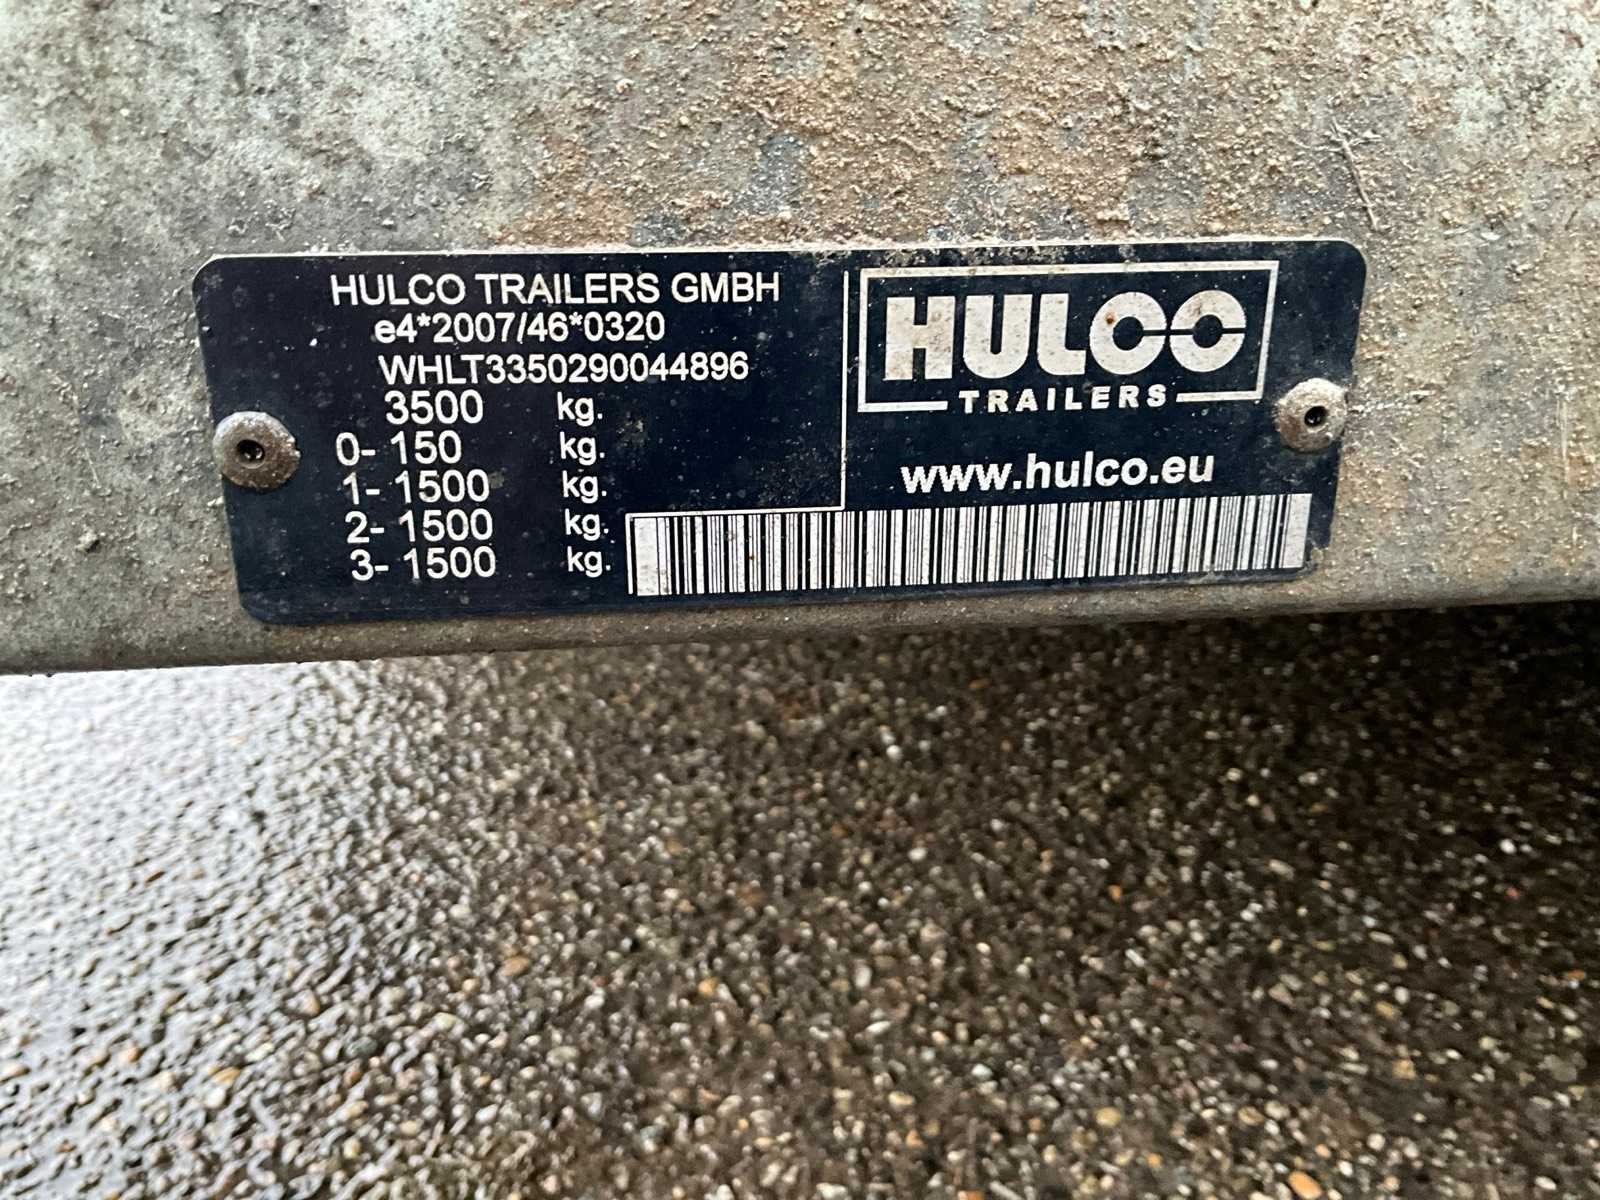 HULCO TRAILERS GMBH
e4*2007/46*0320
WHLT3350290044896
3500 kg.
0- 150 kg.
1- 1500 kg.
2- 1500 kg.
3- 1500 kg.
HULCO
TRAILERS
www.hulco.eu